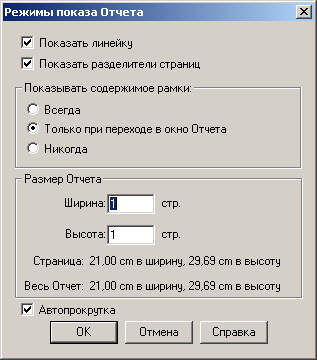 Режимы показа Отчета
Показать линейку
Показать разделители страниц
Показывать содержимое рамки:
Всегда
Только при переходе в окно Отчета
Никогда
Размер Отчета
Ширина: 1 стр.
Высота: 1 стр.
Страница: 21,00 cm в ширину, 29,69 cm в высоту
Весь Отчет: 21,00 cm в ширину, 29,69 cm в высоту
Автопрокрутка
OK Отмена Справка